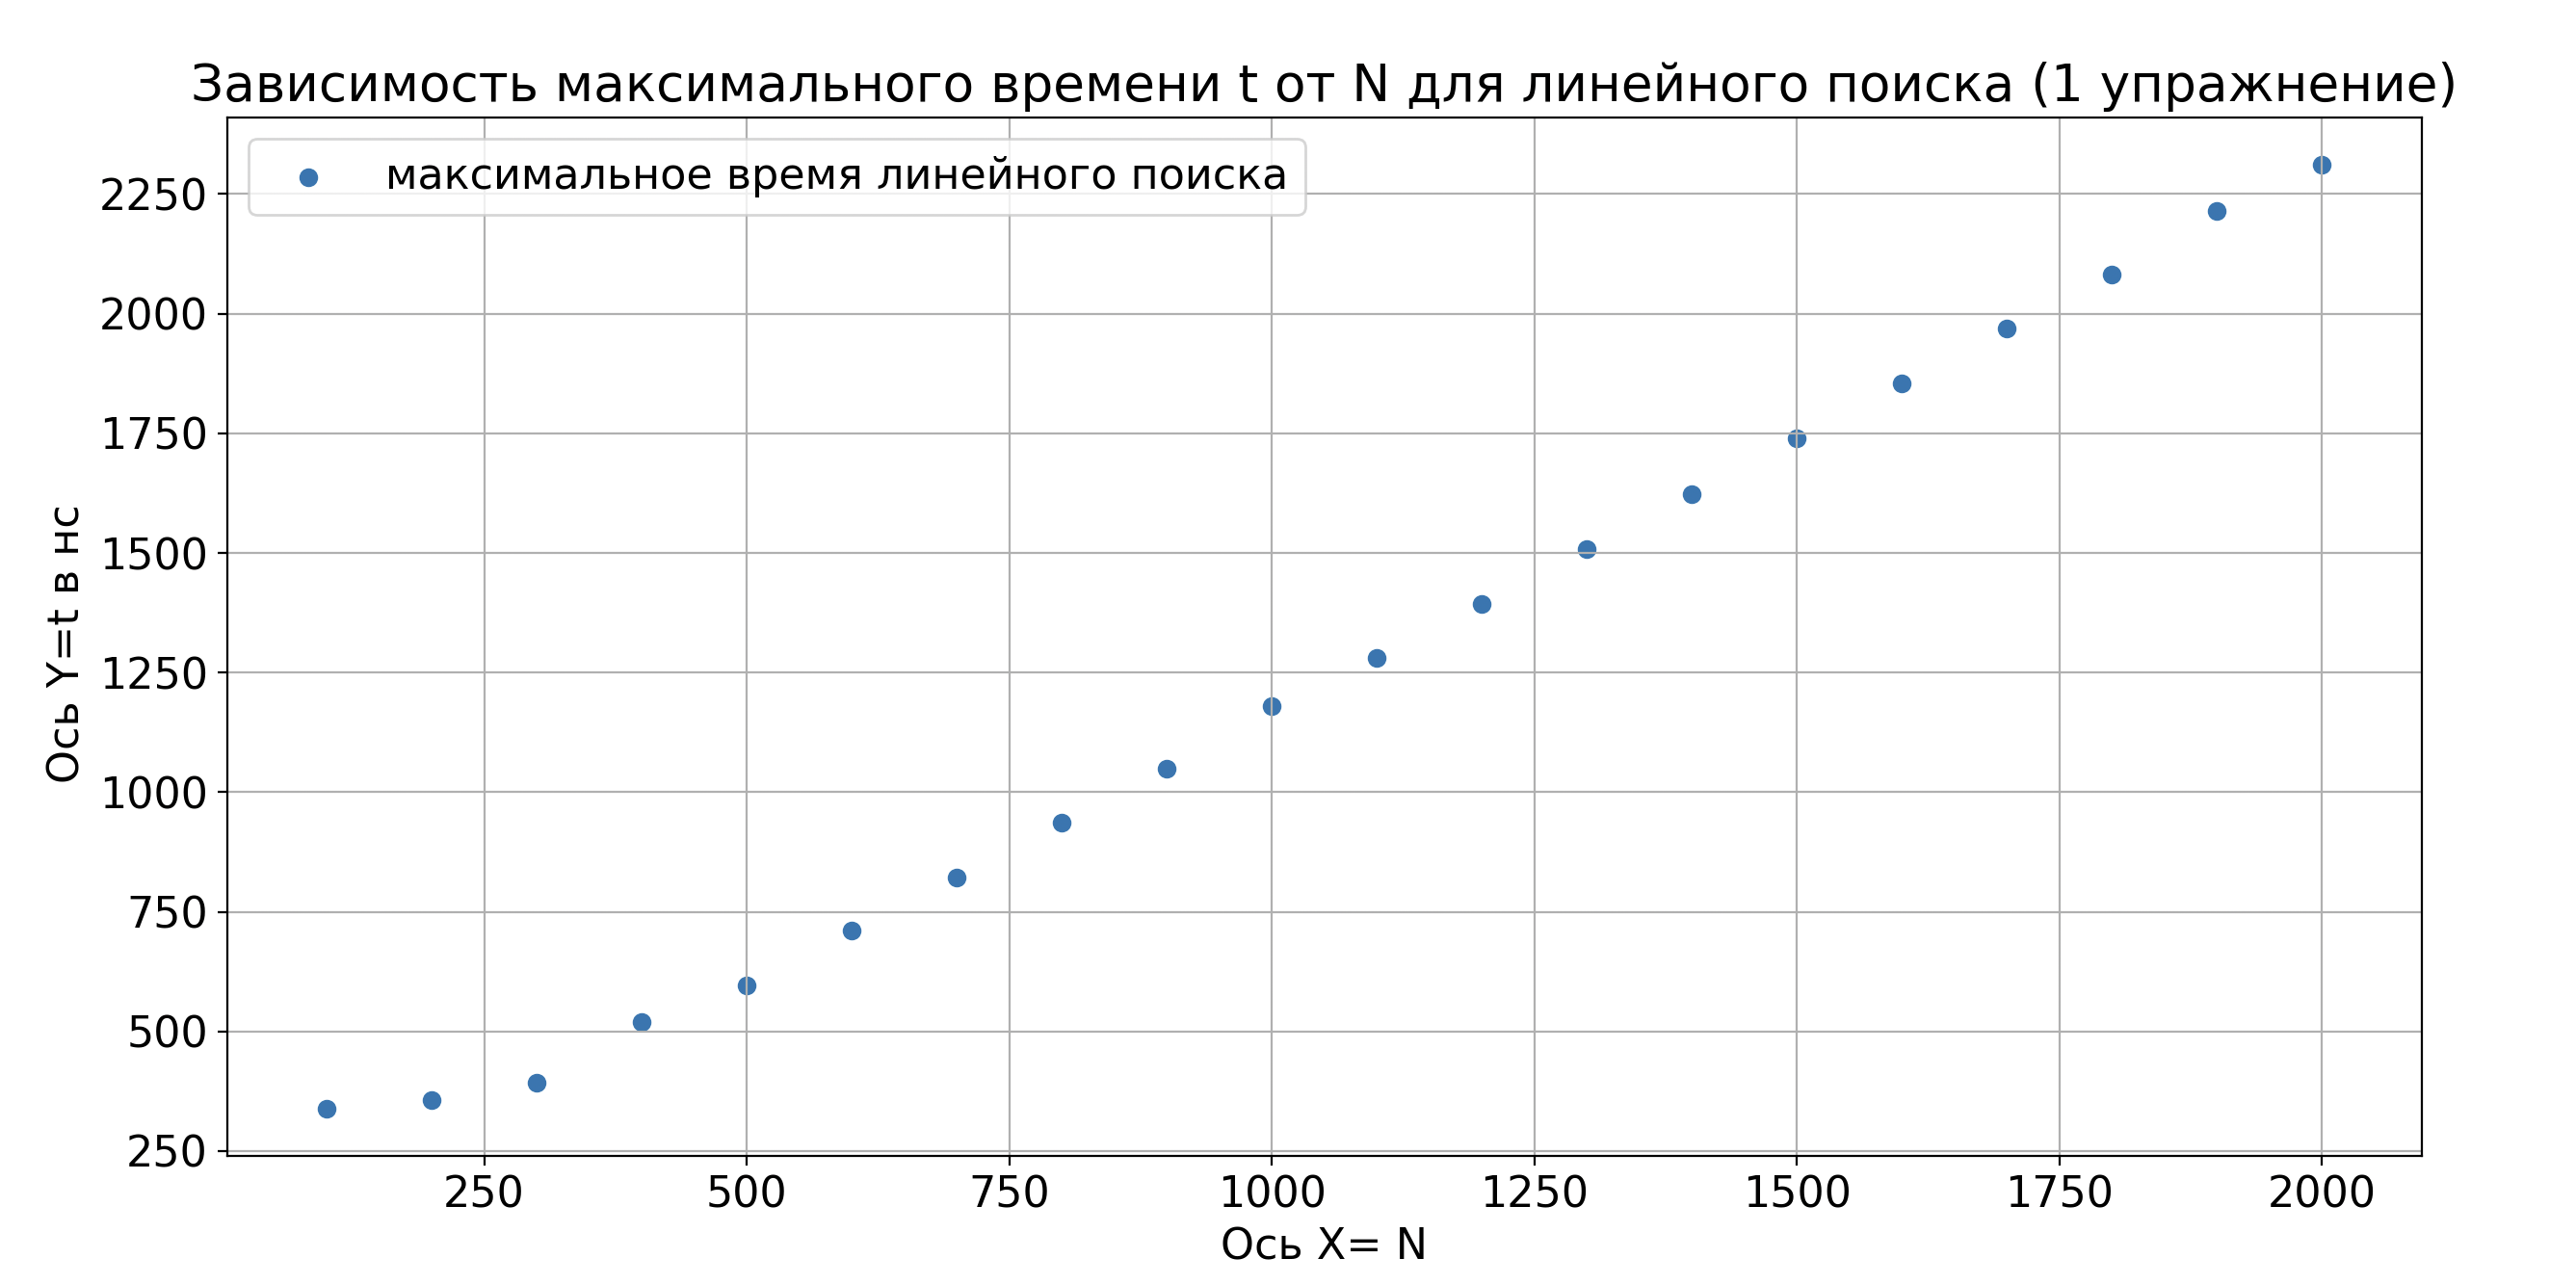 Зависимость максимального времени t от N для линейного поиска (1 упражнение)
максимальное время линейного поиска
2250
2000
1750
1500
1250
1000
750
500
250
Ось Y=t в нс
250 500 750 1000 1250 1500 1750 2000
Ось X= N